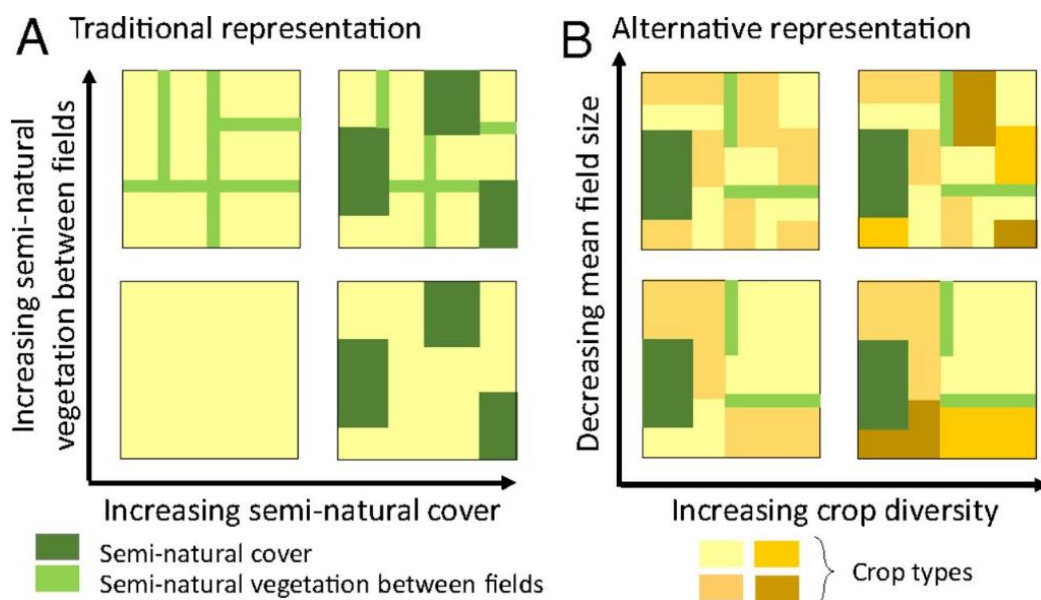 A Traditional representation
Increasing semi-natural
vegetation between fields
Increasing semi-natural cover
Semi-natural cover
Semi-natural vegetation between fields
B Alternative representation
Decreasing mean field size
Increasing crop diversity
Crop types